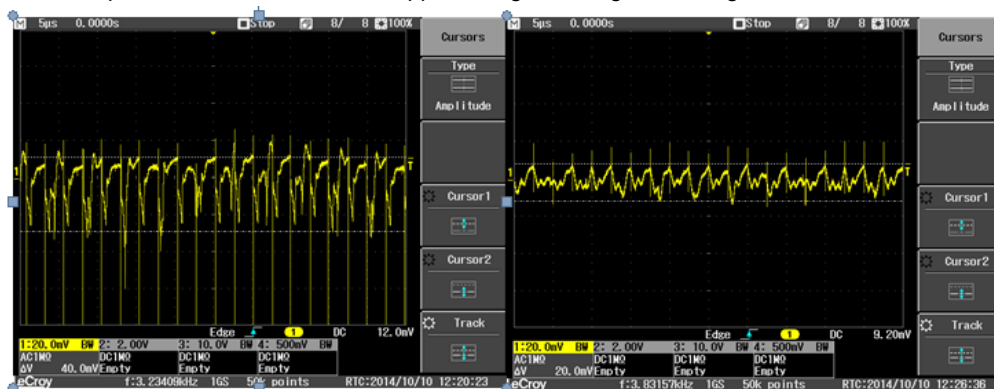 M 5µs 0.0000s Stop 8/ 8 100%
Cursors
Type
Amplitude
1
T
Cursor1
Cursor2
Track
Edge 1 DC 12.0mV
1:20.0mV BW 2: 2.00V 3: 10.0V BW 4: 500mV BW
AC1MΩ DC1MΩ DC1MΩ DC1MΩ
ΔV 40.0mV Empty Empty Empty
eCroy f:3.23409kHz 1GS 50k points RTC:2014/10/10 12:20:23
M 5µs 0.0000s Stop 8/ 8 100%
Cursors
Type
Amplitude
1
T
Cursor1
Cursor2
Track
Edge 1 DC 9.20mV
1:20.0mV BW 2: 2.00V 3: 10.0V BW 4: 500mV BW
AC1MΩ DC1MΩ DC1MΩ DC1MΩ
ΔV 20.0mV Empty Empty Empty
eCroy f:3.83157kHz 1GS 50k points RTC:2014/10/10 12:26:36